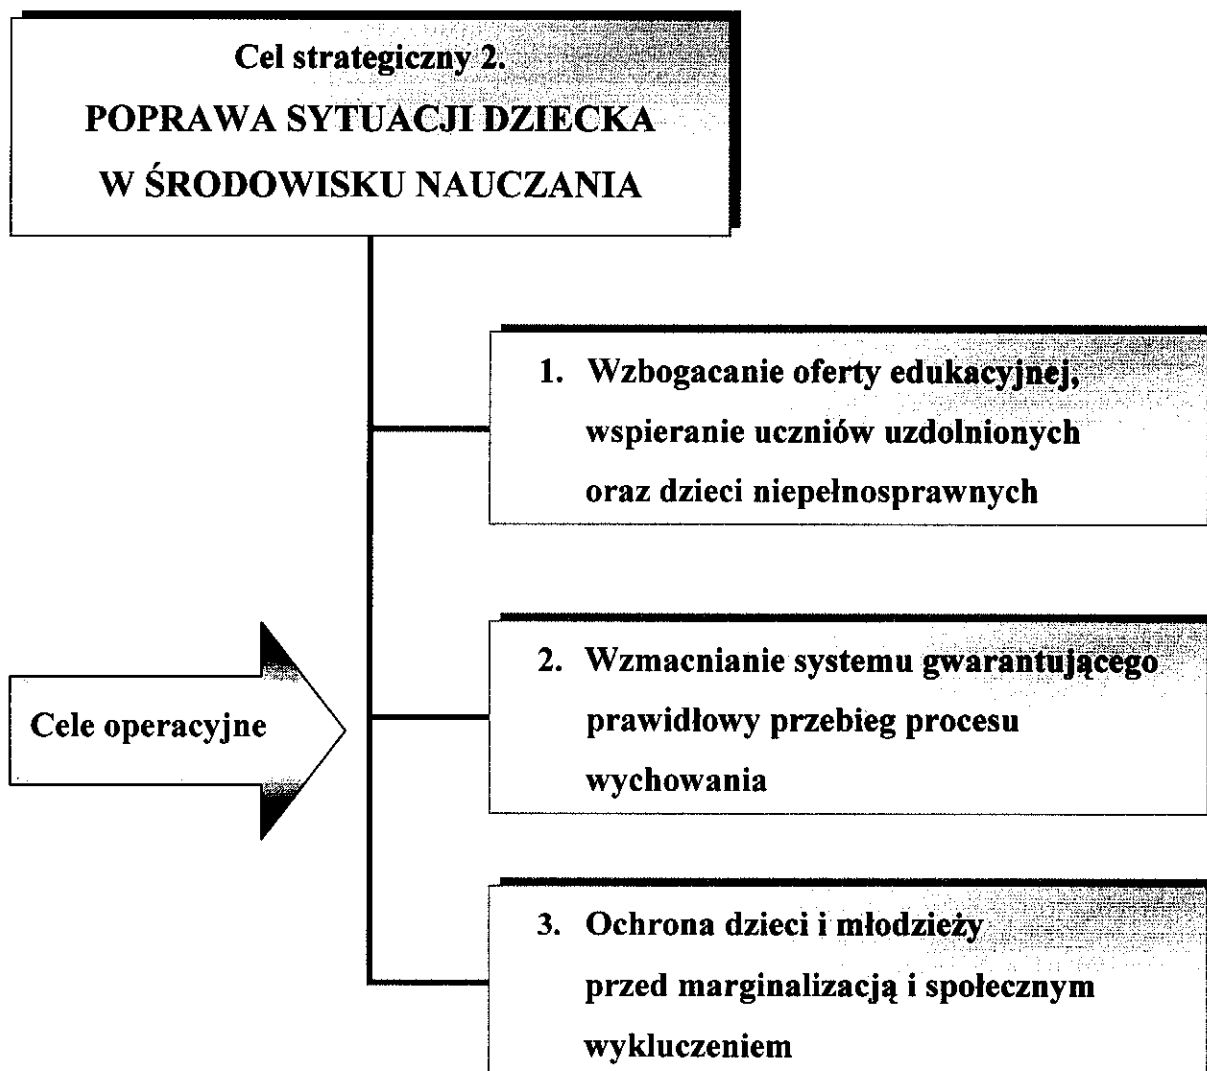 Cel strategiczny 2.
POPRAWA SYTUACJI DZIECKA
W ŚRODOWISKU NAUCZANIA
1. Wzbogacanie oferty edukacyjnej,
wspieranie uczniów uzdolnionych
oraz dzieci niepełnosprawnych
Cele operacyjne
2. Wzmacnianie systemu gwarantującego
prawidłowy przebieg procesu
wychowania
3. Ochrona dzieci i młodzieży
przed marginalizacją i społecznym
wykluczeniem